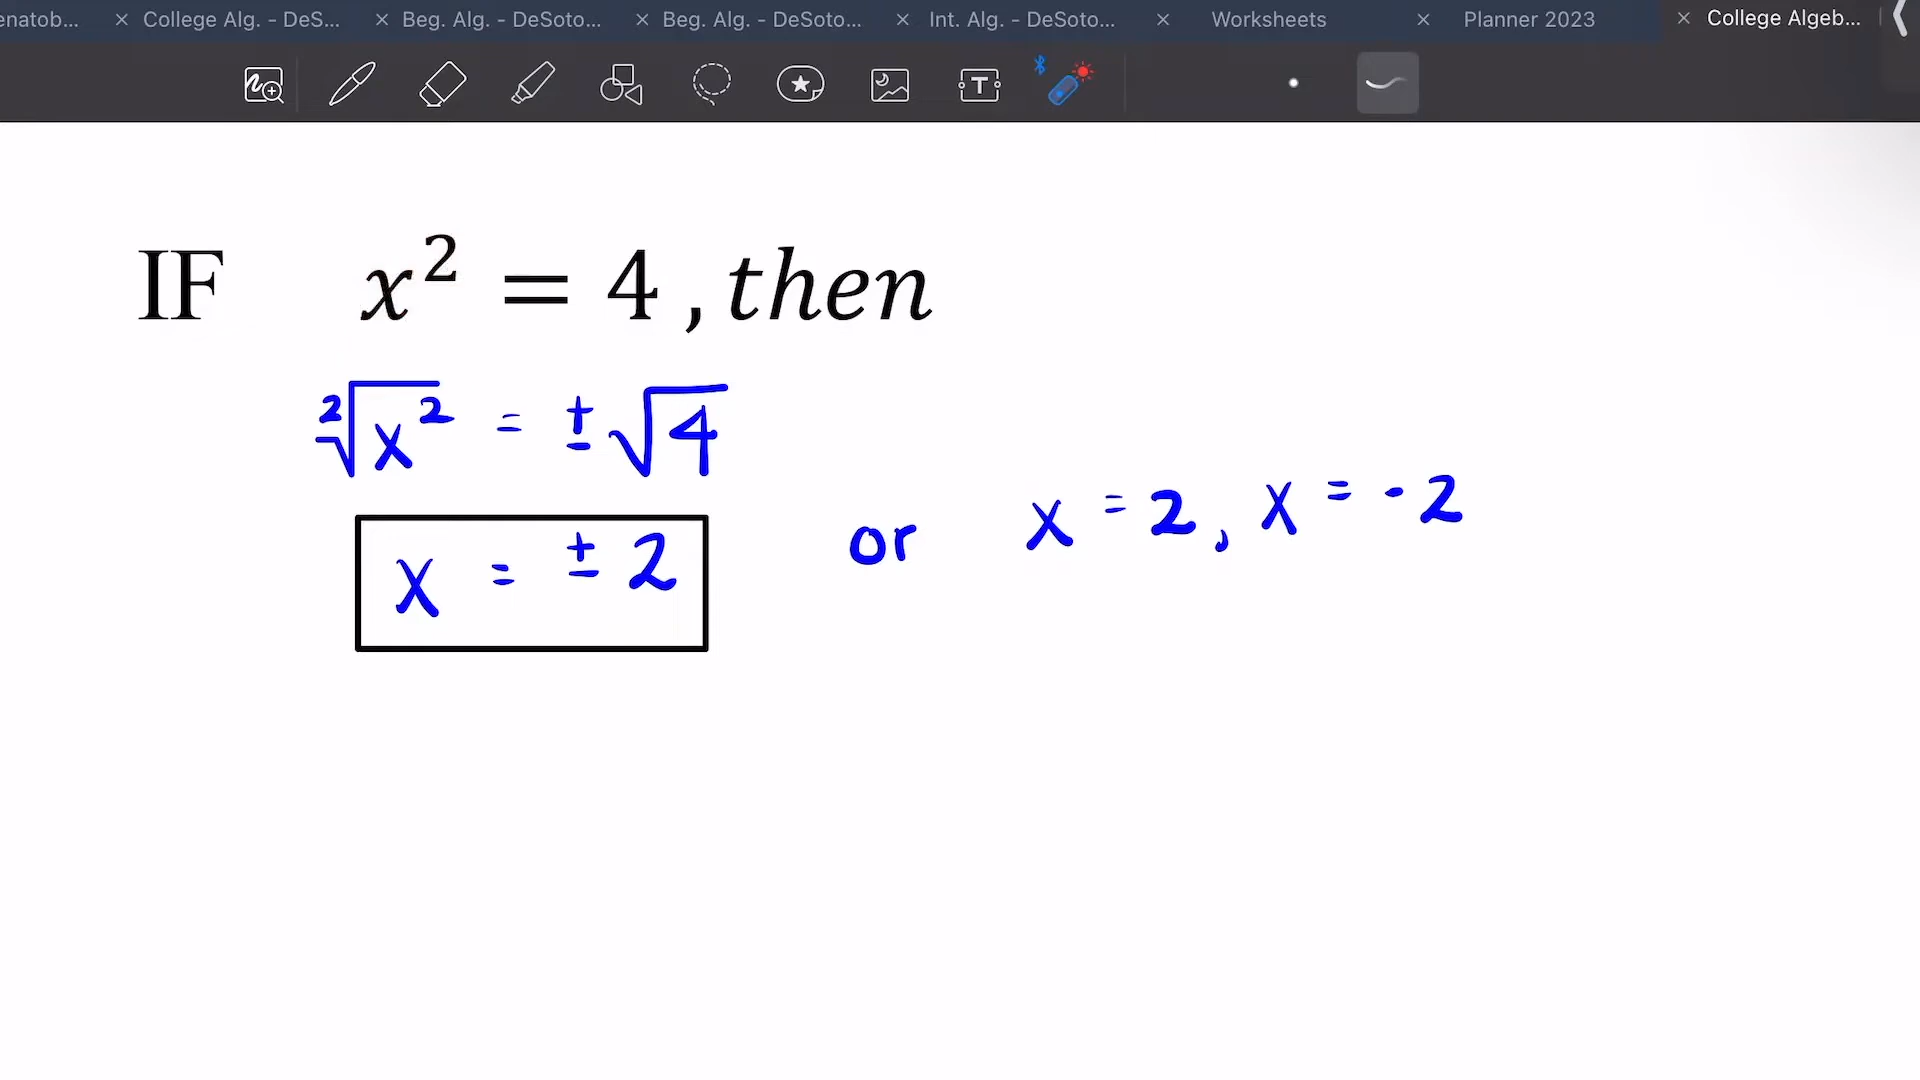 enatob... × College Alg. - DeS... × Beg. Alg. - DeSoto... × Beg. Alg. - DeSoto... × Int. Alg. - DeSoto... × Worksheets × Planner 2023 × College Algeb...
IF x² = 4 , then
²√x² = ±√4
x = ±2 or x = 2, x = -2